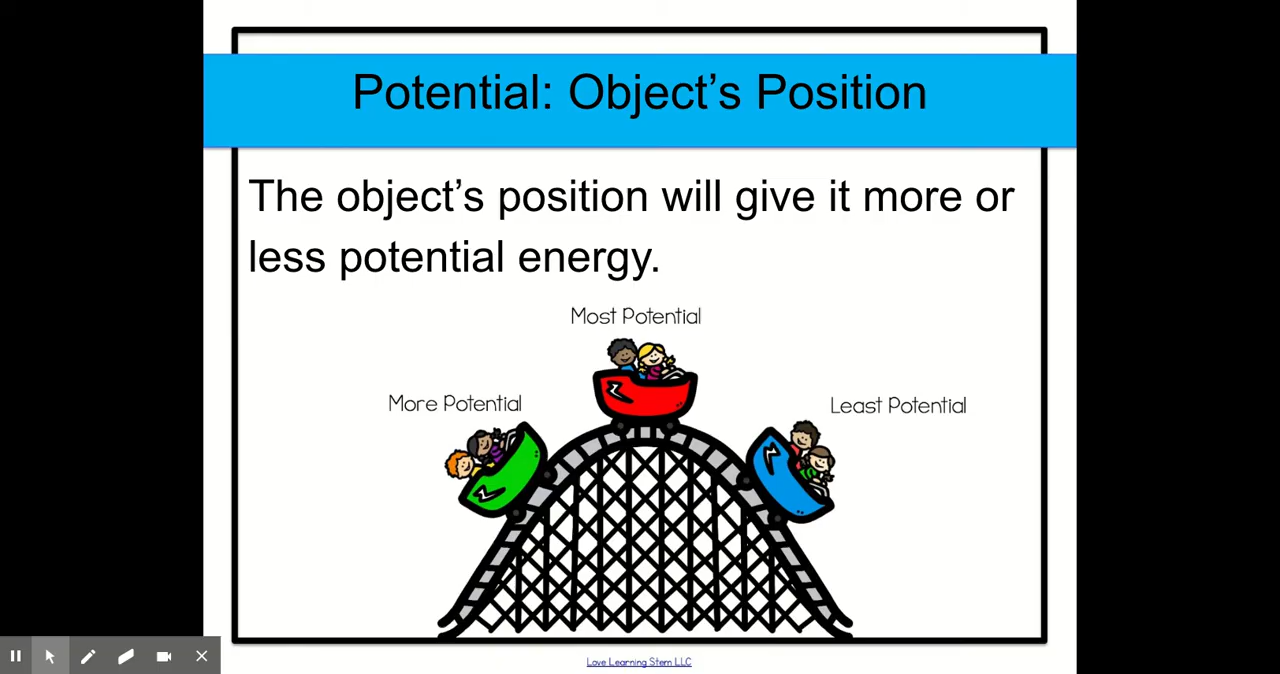 Potential: Object’s Position
The object’s position will give it more or
less potential energy.
Most Potential
More Potential
Least Potential
Love Learning Stem LLC